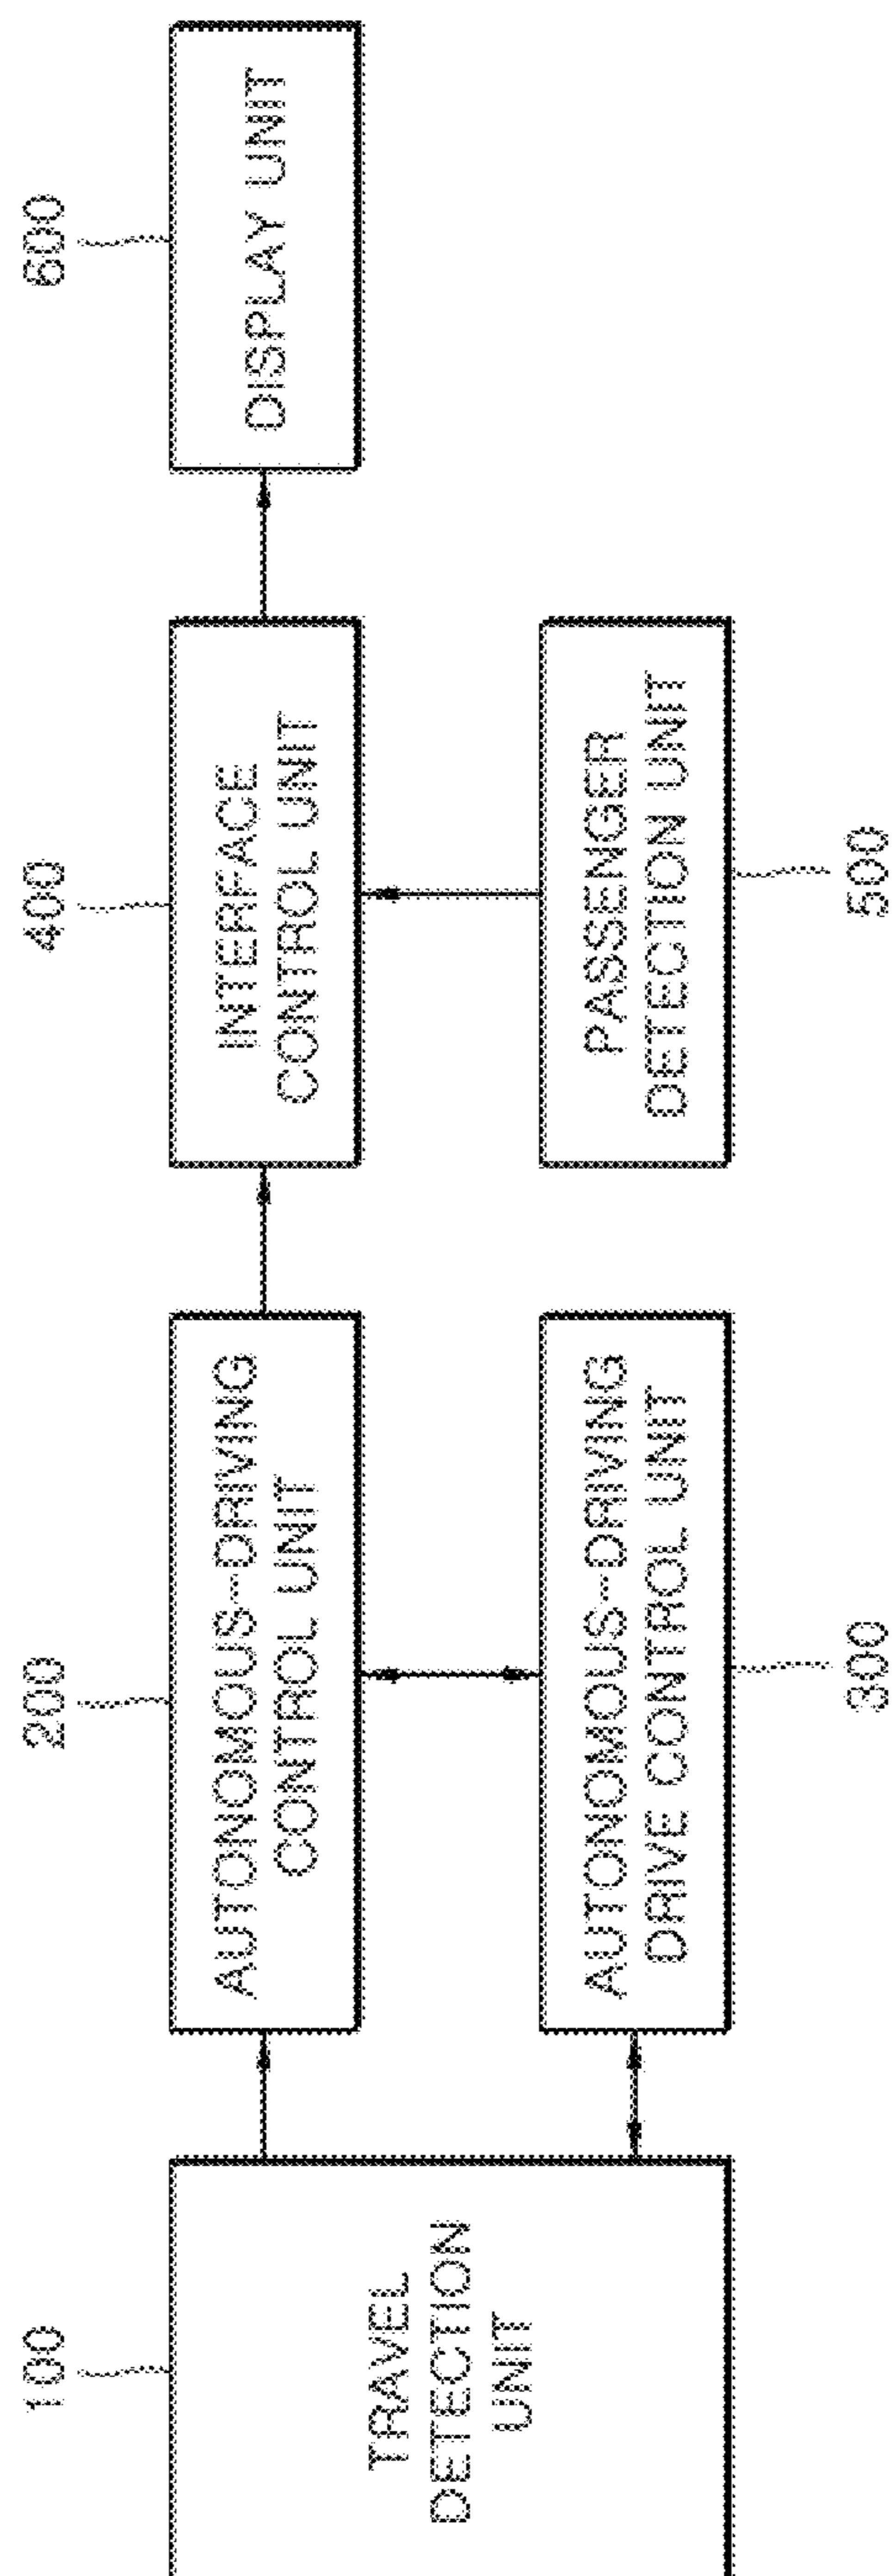 100
TRAVEL
DETECTION
UNIT
200
AUTONOMOUS-DRIVING
CONTROL UNIT
AUTONOMOUS-DRIVING
DRIVE CONTROL UNIT
300
400
INTERFACE
CONTROL UNIT
PASSENGER
DETECTION UNIT
500
600
DISPLAY UNIT